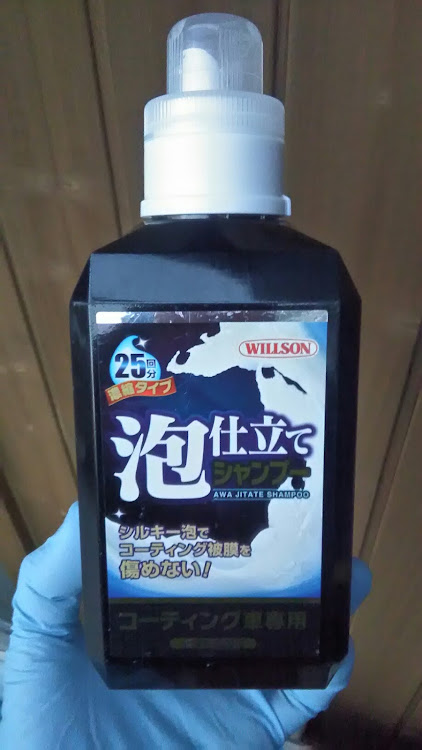 WILLSON
25回分
濃縮タイプ
泡仕立て
シャンプー
AWA JITATE SHAMPOO
シルキー泡で
コーティング被膜を
傷めない!
コーティング車専用